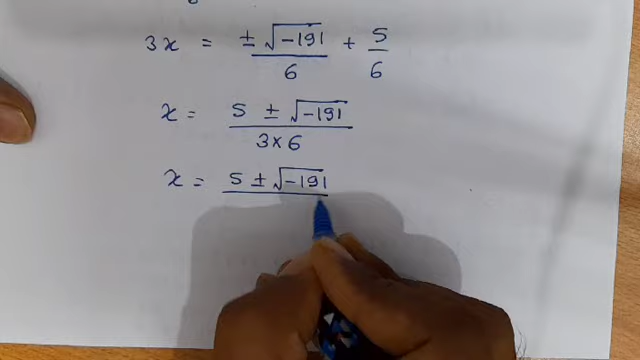 3x = ± √-191 / 6 + 5 / 6
x = 5 ± √-191 / 3 × 6
x = 5 ± √-191